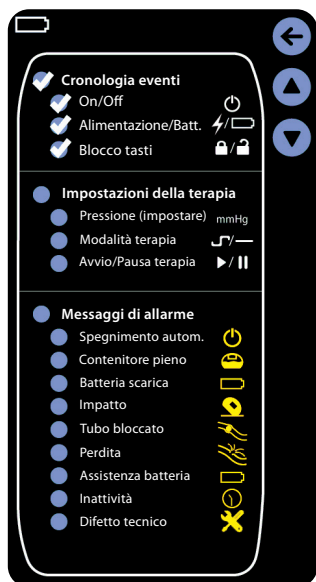 Cronologia eventi
On/Off
Alimentazione/Batt. /
Blocco tasti /
Impostazioni della terapia
Pressione (impostare) mmHg
Modalità terapia /
Avvio/Pausa terapia /
Messaggi di allarme
Spegnimento autom.
Contenitore pieno
Batteria scarica
Impatto
Tubo bloccato
Perdita
Assistenza batteria
Inattività
Difetto tecnico